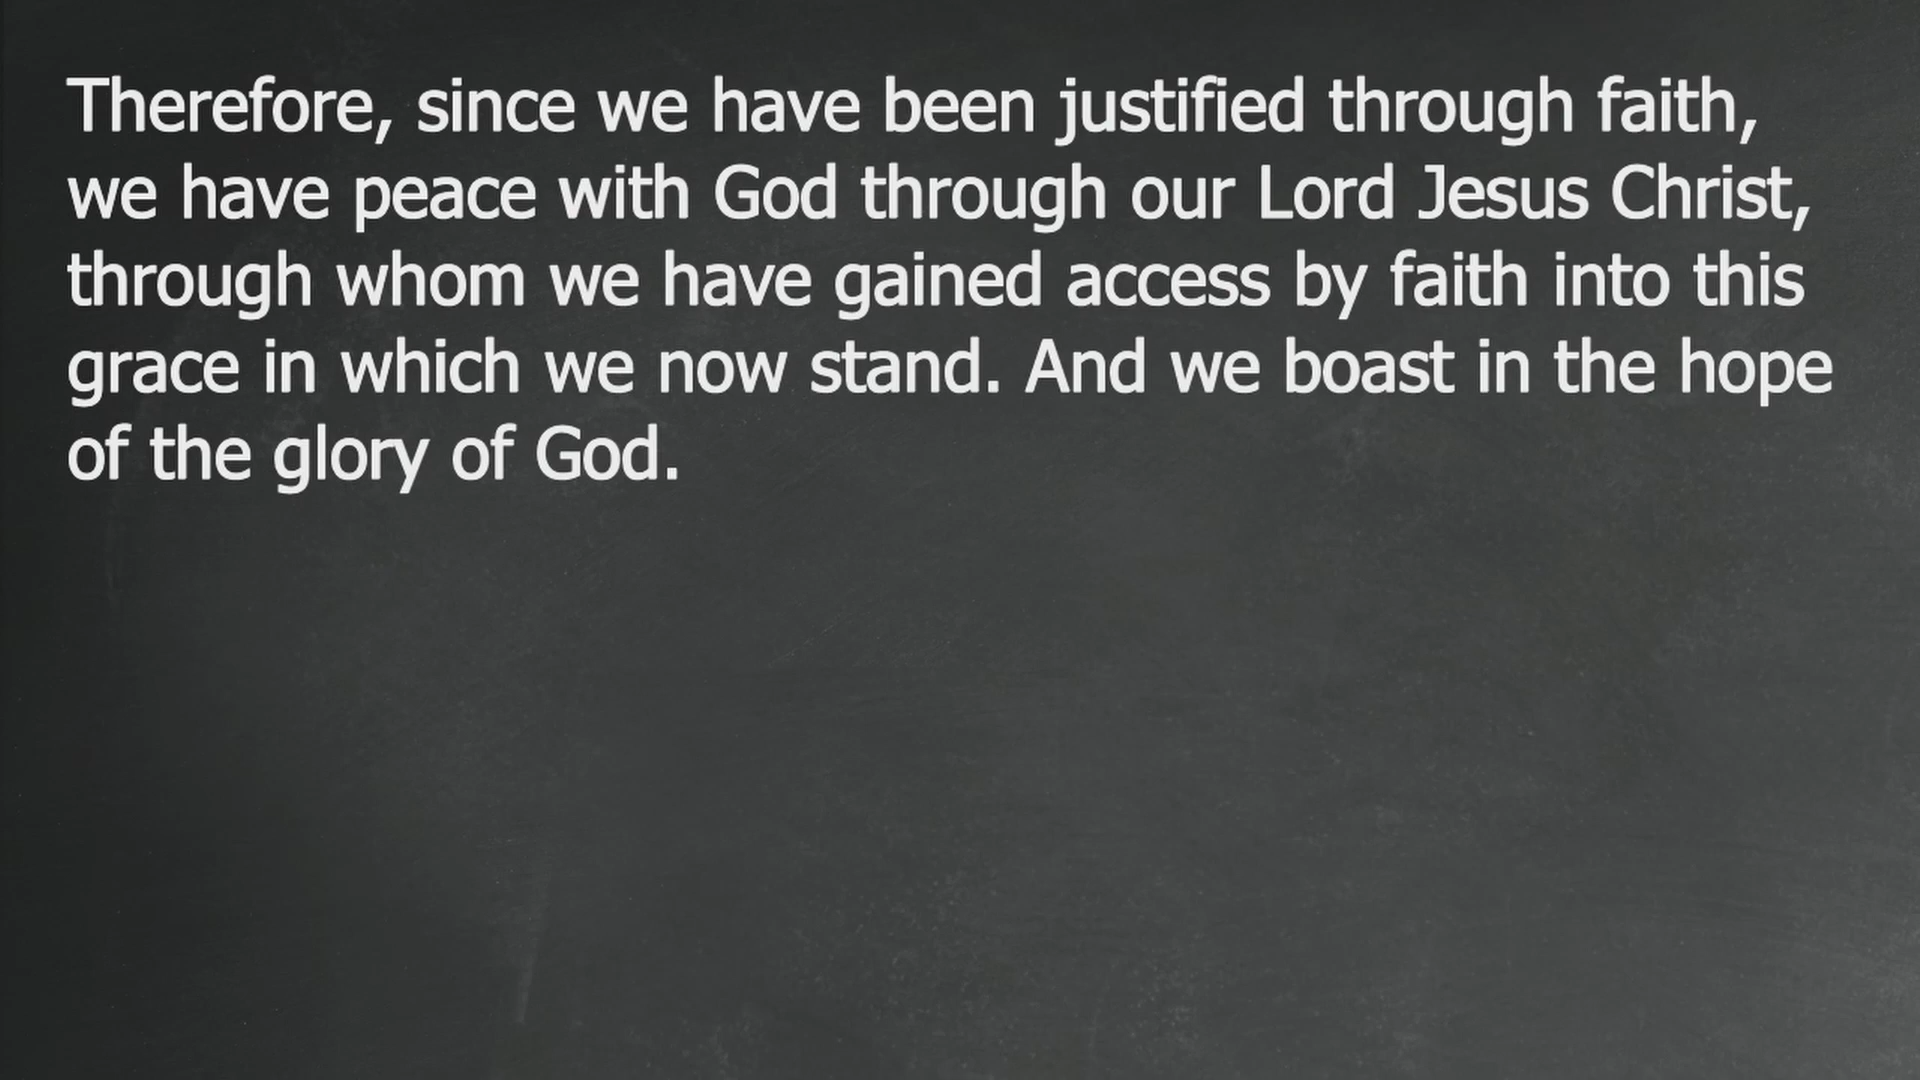 Therefore, since we have been justified through faith,
we have peace with God through our Lord Jesus Christ,
through whom we have gained access by faith into this
grace in which we now stand. And we boast in the hope
of the glory of God.